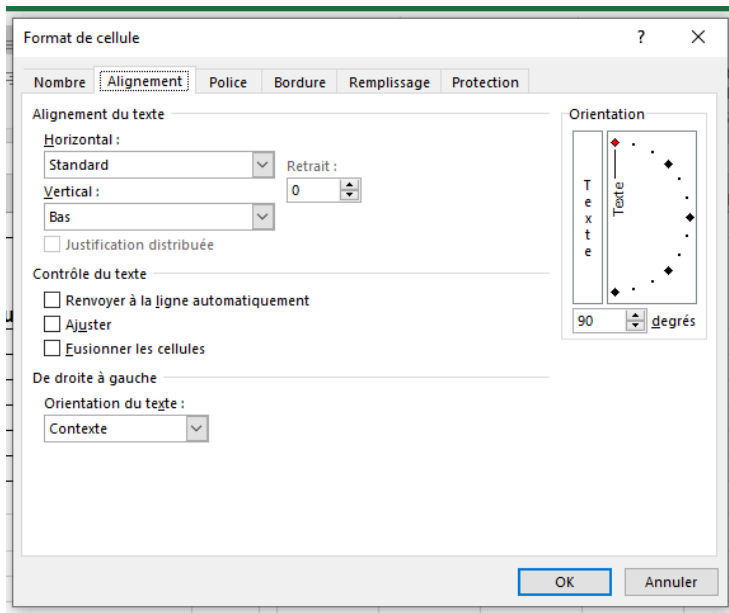 Format de cellule ?
Nombre Alignement Police Bordure Remplissage Protection
Alignement du texte
Horizontal :
Standard
Retrait :
0
Vertical :
Bas
Justification distribuée
Contrôle du texte
Renvoyer à la ligne automatiquement
Ajuster
Fusionner les cellules
De droite à gauche
Orientation du texte :
Contexte
Orientation
Texte
Texte
90 degrés
OK Annuler